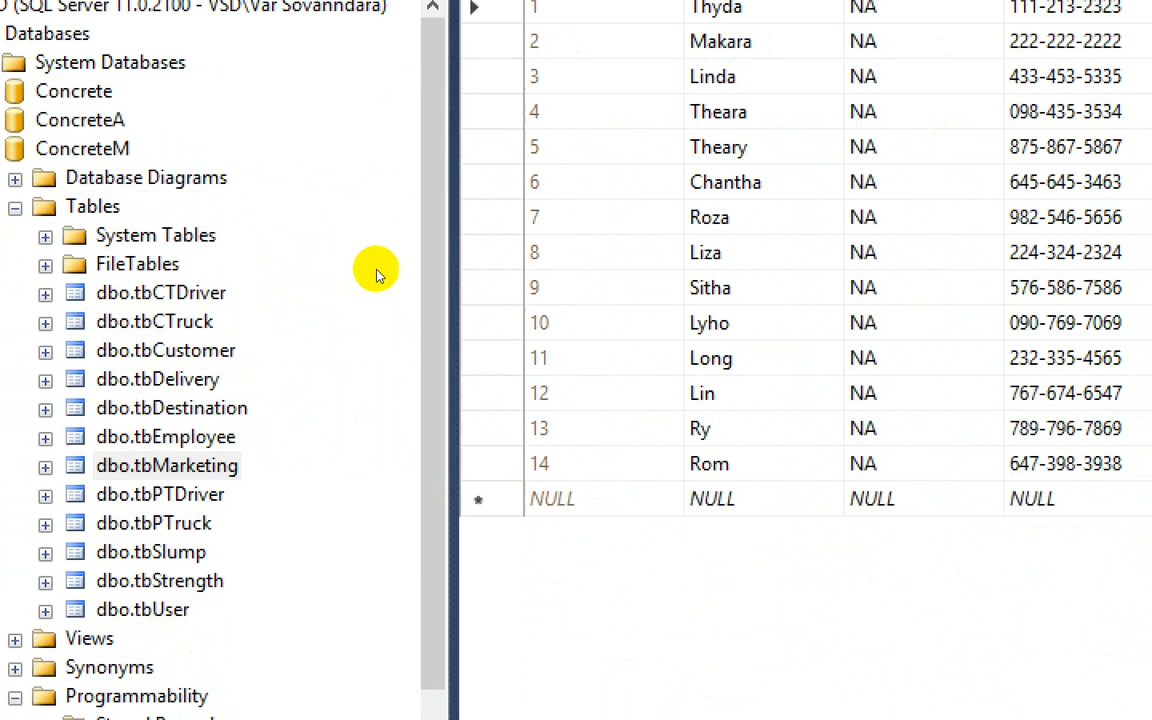 (SQL Server 11.0.2100 - VSD\Var Sovanndara)
Databases
System Databases
Concrete
ConcreteA
ConcreteM
Database Diagrams
Tables
System Tables
FileTables
dbo.tbCTDriver
dbo.tbCTruck
dbo.tbCustomer
dbo.tbDelivery
dbo.tbDestination
dbo.tbEmployee
dbo.tbMarketing
dbo.tbPTDriver
dbo.tbPTruck
dbo.tbSlump
dbo.tbStrength
dbo.tbUser
Views
Synonyms
Programmability
1 Thyda NA 111-213-2323
2 Makara NA 222-222-2222
3 Linda NA 433-453-5335
4 Theara NA 098-435-3534
5 Theary NA 875-867-5867
6 Chantha NA 645-645-3463
7 Roza NA 982-546-5656
8 Liza NA 224-324-2324
9 Sitha NA 576-586-7586
10 Lyho NA 090-769-7069
11 Long NA 232-335-4565
12 Lin NA 767-674-6547
13 Ry NA 789-796-7869
14 Rom NA 647-398-3938
NULL NULL NULL NULL